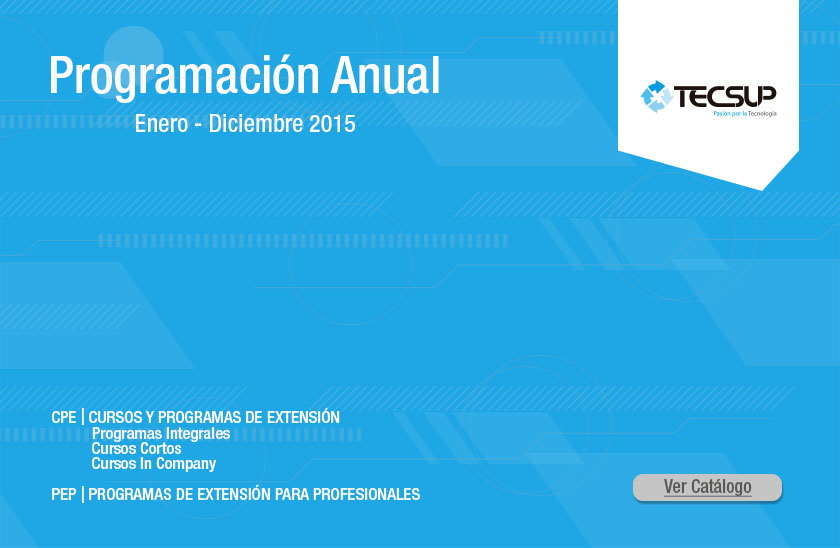 Programación Anual
Enero - Diciembre 2015
TECSUP
Pasión por la Tecnología
CPE | CURSOS Y PROGRAMAS DE EXTENSIÓN
Programas Integrales
Cursos Cortos
Cursos In Company
PEP | PROGRAMAS DE EXTENSIÓN PARA PROFESIONALES
Ver Catálogo